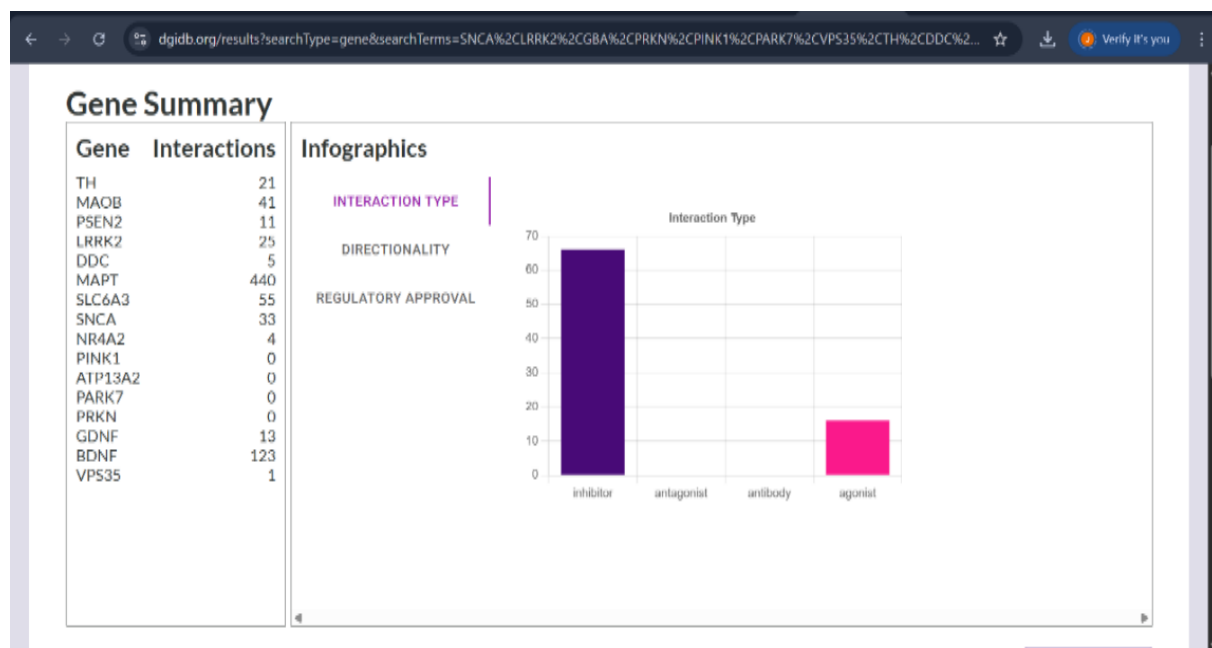 dgidb.org/results?searchType=gene&searchTerms=SNCA%2CLRRK2%2CGBA%2CPRKN%2CPINK1%2CPARK7%2CVPS35%2CTH%2CDDC%2... Verify it's you
Gene Summary
Gene Interactions
TH 21
MAOB 41
PSEN2 11
LRRK2 25
DDC 5
MAPT 440
SLC6A3 55
SNCA 33
NR4A2 4
PINK1 0
ATP13A2 0
PARK7 0
PRKN 0
GDNF 13
BDNF 123
VPS35 1
Infographics
INTERACTION TYPE
DIRECTIONALITY
REGULATORY APPROVAL
Interaction Type
70
60
50
40
30
20
10
0
inhibitor antagonist antibody agonist